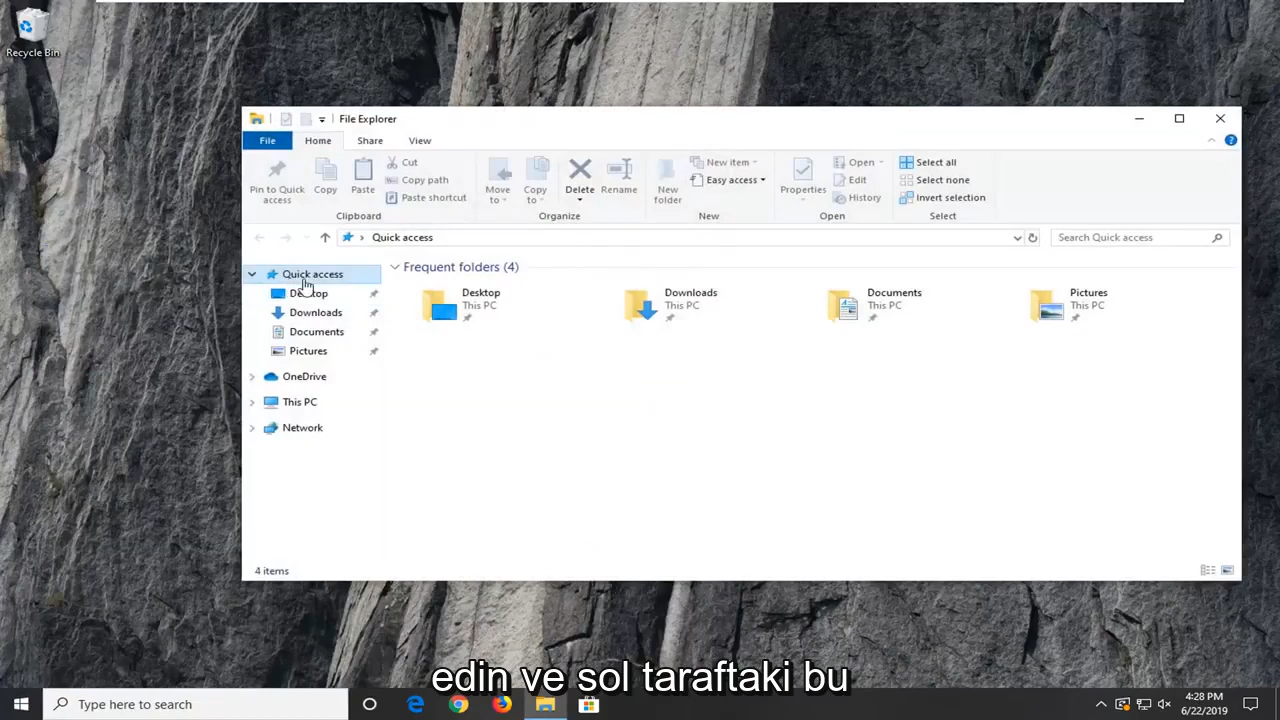 Recycle Bin
File Explorer
File Home Share View
Pin to Quick access
Copy
Paste
Cut
Copy path
Paste shortcut
Clipboard
Move to
Copy to
Delete
Rename
Organize
New folder
New item
Easy access
New
Properties
Open
Edit
History
Open
Select all
Select none
Invert selection
Select
Quick access
Search Quick access
Quick access
Desktop
Downloads
Documents
Pictures
OneDrive
This PC
Network
Frequent folders (4)
Desktop
This PC
Downloads
This PC
Documents
This PC
Pictures
This PC
4 items
edin ve sol taraftaki bu
Type here to search
4:28 PM
6/22/2019